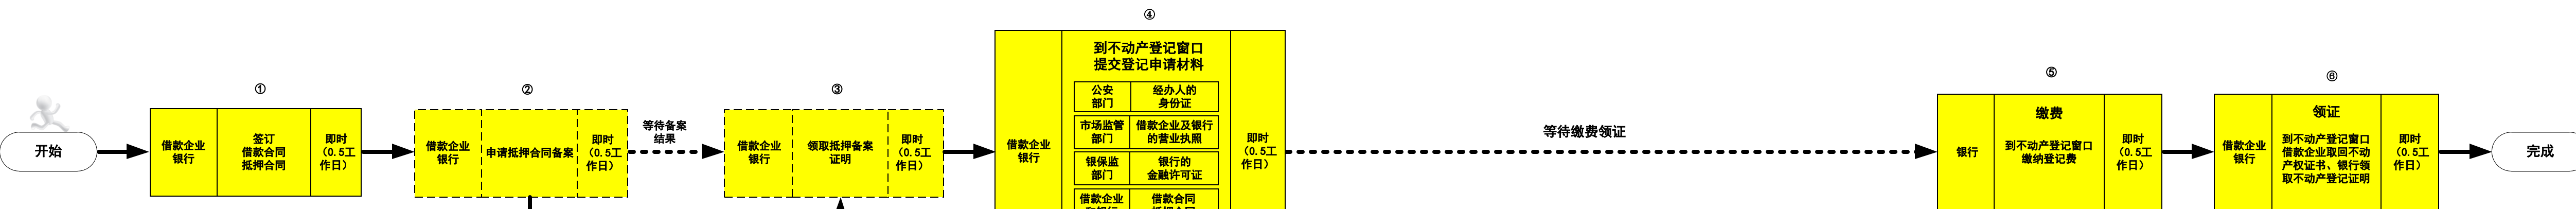 开始
①
借款企业
银行
签订
借款合同
抵押合同
即时
（0.5工
作日）
②
借款企业
银行
申请抵押合同备案
即时
（0.5工
作日）
等待备案
结果
③
借款企业
银行
领取抵押备案
证明
即时
（0.5工
作日）
④
借款企业
银行
到不动产登记窗口
提交登记申请材料
公安
部门
经办人的
身份证
市场监管
部门
借款企业及银行
的营业执照
银保监
部门
银行的
金融许可证
借款企业
借款合同
即时
（0.5工
作日）
等待缴费领证
⑤
银行
缴费
到不动产登记窗口
缴纳登记费
即时
（0.5工
作日）
⑥
借款企业
银行
领证
到不动产登记窗口
借款企业取回不动
产权证书、银行领
取不动产登记证明
即时
（0.5工
作日）
完成